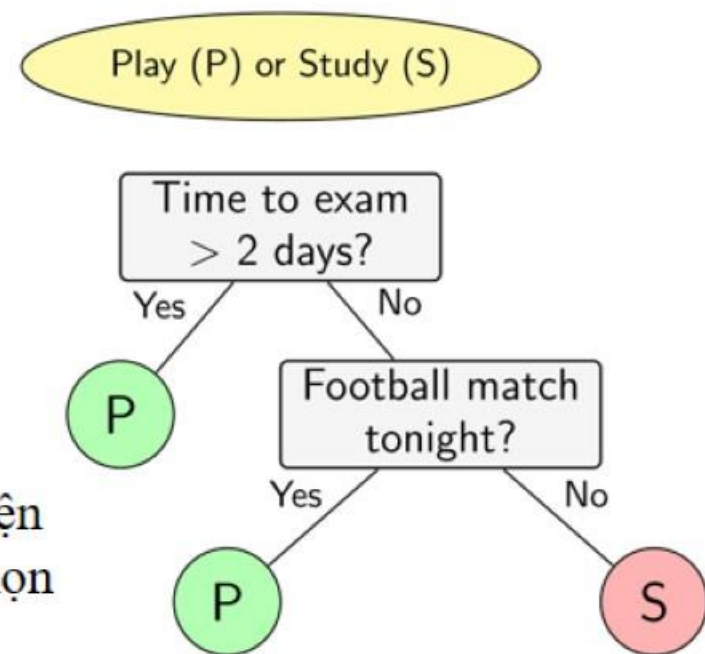 Play (P) or Study (S)
Time to exam
> 2 days?
Yes
No
P
Football match
tonight?
Yes
No
P
S